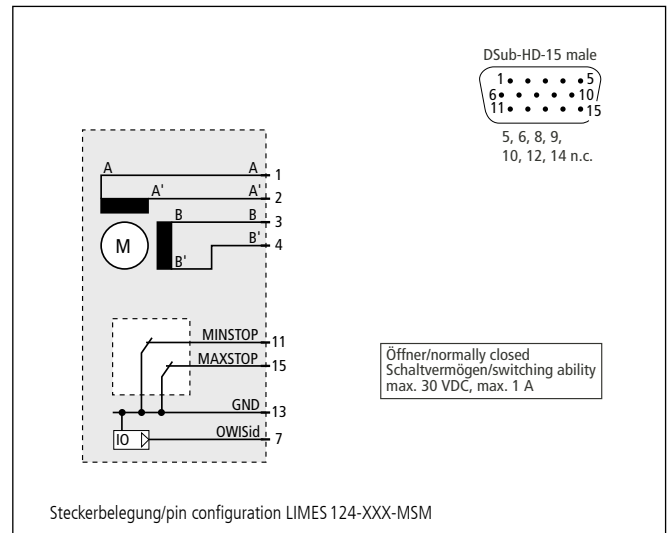 DSub-HD-15 male
1 5
6 10
11 15
5, 6, 8, 9,
10, 12, 14 n.c.
A A 1
A' A' 2
B B 3
B' B' 4
M
MINSTOP 11
MAXSTOP 15
GND 13
IO OWISid 7
Öffner/normally closed
Schaltvermögen/switching ability
max. 30 VDC, max. 1 A
Steckerbelegung/pin configuration LIMES 124-XXX-MSM